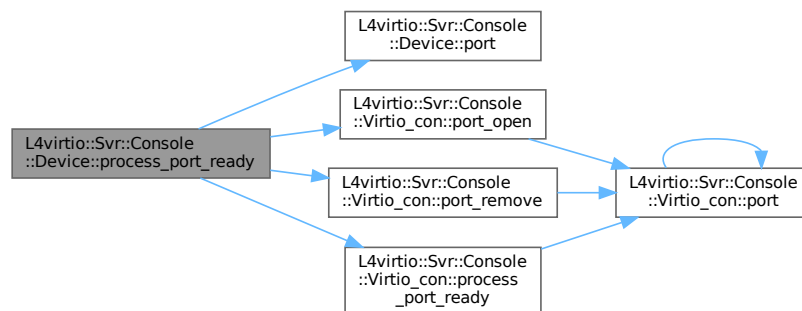 L4virtio::Svr::Console
::Device::port
L4virtio::Svr::Console
::Virtio_con::port_open
L4virtio::Svr::Console
::Device::process_port_ready
L4virtio::Svr::Console
::Virtio_con::port_remove
L4virtio::Svr::Console
::Virtio_con::port
L4virtio::Svr::Console
::Virtio_con::process
_port_ready